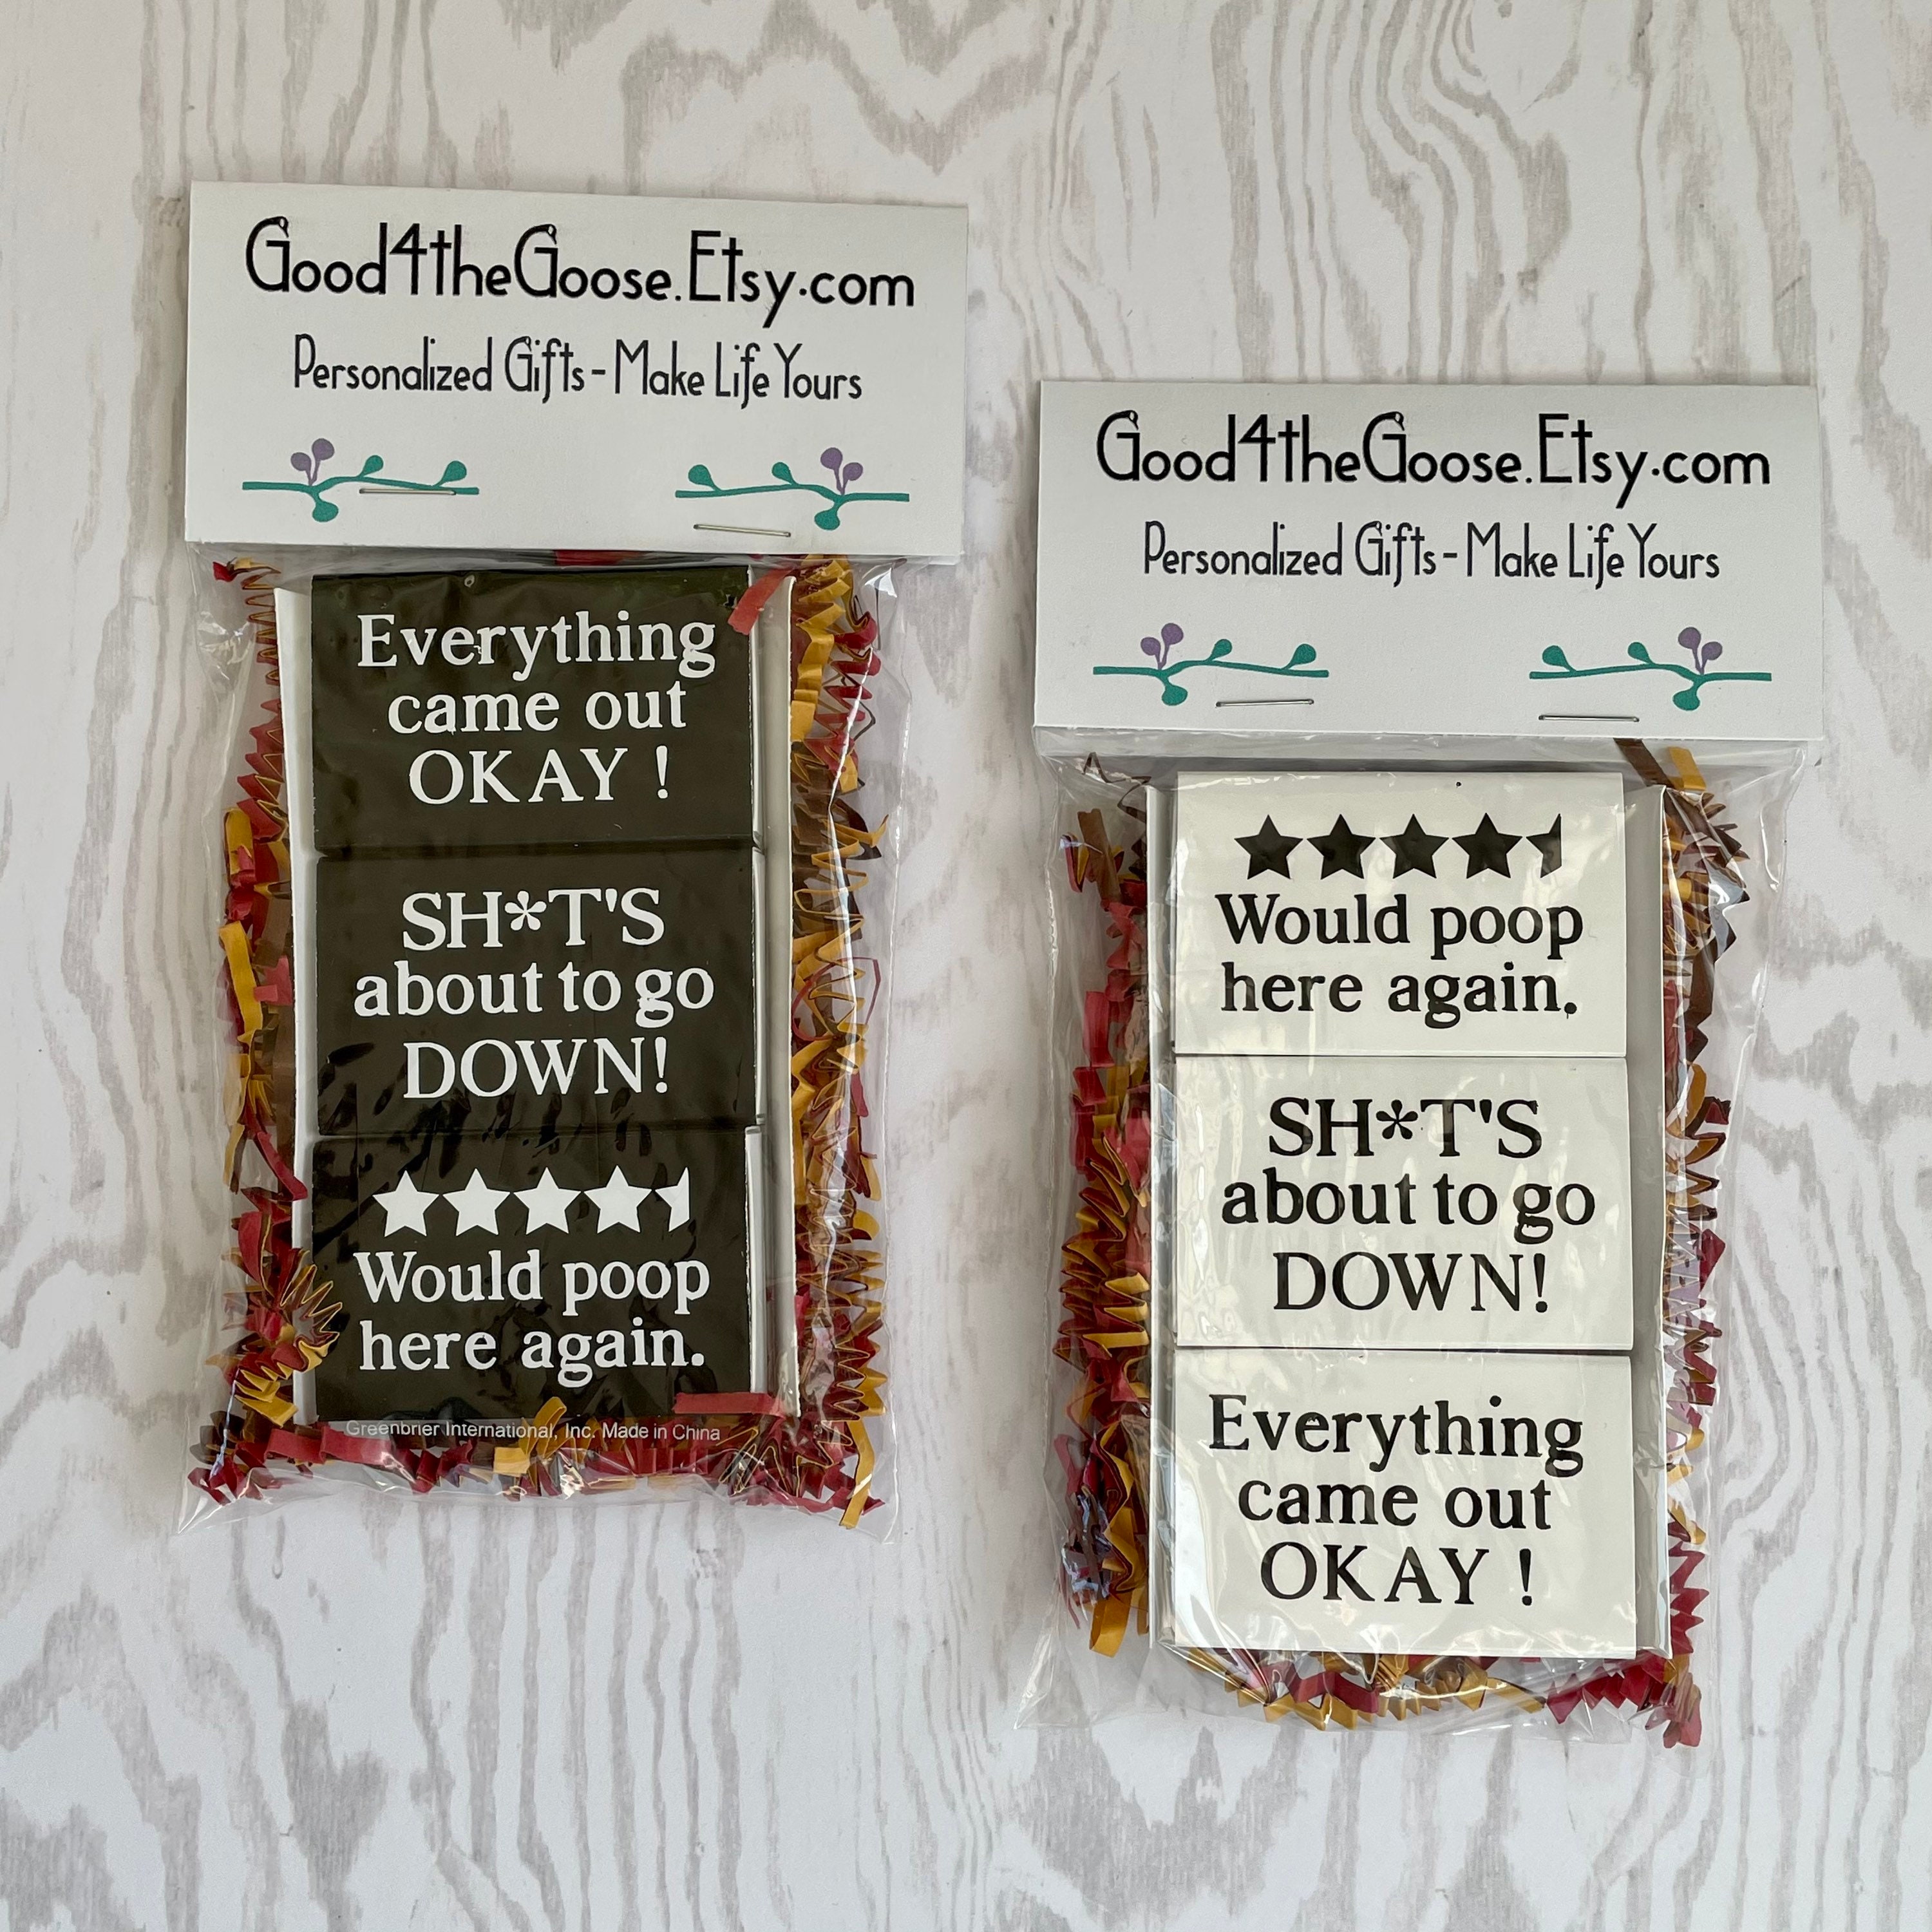 Good4theGoose.Etsy.com
Personalized Gifts - Make Life Yours
Everything
came out
OKAY !
SH*T'S
about to go
DOWN!
Would poop
here again.
Greenbrier International, Inc. Made in China
Good4theGoose.Etsy.com
Personalized Gifts - Make Life Yours
Would poop
here again.
SH*T'S
about to go
DOWN!
Everything
came out
OKAY !